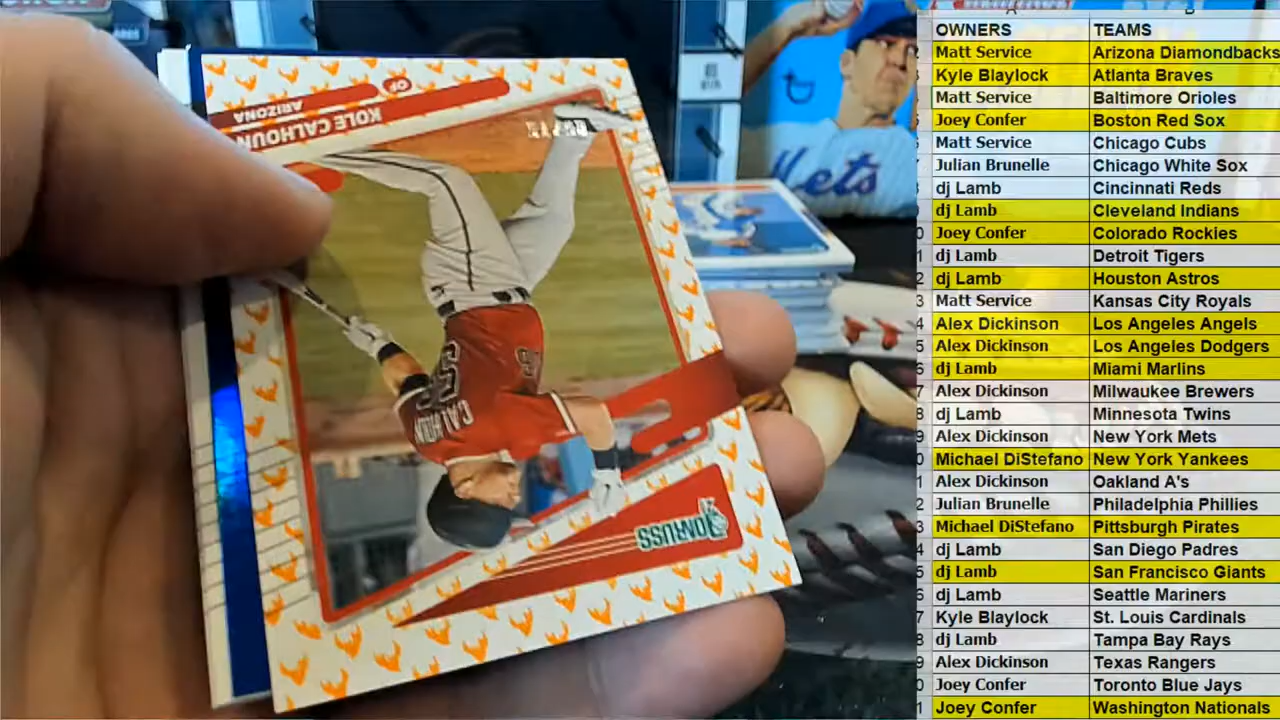 KOLE CALHOUN
OF
ARIZONA
CALHOUN
56
DONRUSS
Mets
OWNERS TEAMS
Matt Service Arizona Diamondbacks
Kyle Blaylock Atlanta Braves
Matt Service Baltimore Orioles
Joey Confer Boston Red Sox
Matt Service Chicago Cubs
Julian Brunelle Chicago White Sox
dj Lamb Cincinnati Reds
dj Lamb Cleveland Indians
Joey Confer Colorado Rockies
dj Lamb Detroit Tigers
dj Lamb Houston Astros
Matt Service Kansas City Royals
Alex Dickinson Los Angeles Angels
Alex Dickinson Los Angeles Dodgers
dj Lamb Miami Marlins
Alex Dickinson Milwaukee Brewers
dj Lamb Minnesota Twins
Alex Dickinson New York Mets
Michael DiStefano New York Yankees
Alex Dickinson Oakland A's
Julian Brunelle Philadelphia Phillies
Michael DiStefano Pittsburgh Pirates
dj Lamb San Diego Padres
dj Lamb San Francisco Giants
dj Lamb Seattle Mariners
Kyle Blaylock St. Louis Cardinals
dj Lamb Tampa Bay Rays
Alex Dickinson Texas Rangers
Joey Confer Toronto Blue Jays
Joey Confer Washington Nationals